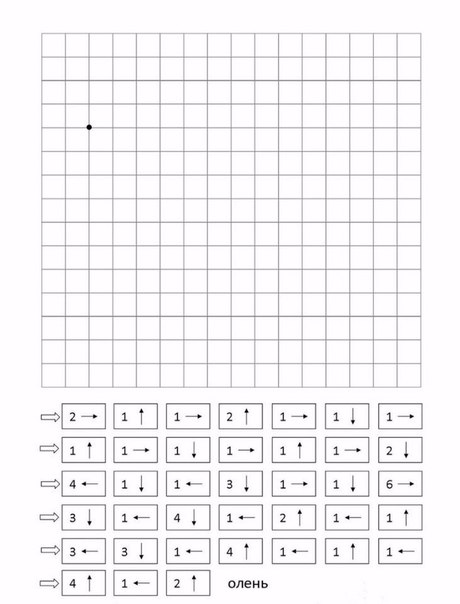 ⇨ 2 → 1 ↑ 1 → 2 ↑ 1 → 1 ↓ 1 →
⇨ 1 ↑ 1 → 1 ↓ 1 → 1 ↑ 1 → 2 ↓
⇨ 4 ← 1 ↓ 1 ← 3 ↓ 1 → 1 ↓ 6 →
⇨ 3 ↓ 1 ← 4 ↓ 1 ← 2 ↑ 1 ← 1 ↑
⇨ 3 ← 3 ↓ 1 ← 4 ↑ 1 ← 1 ↑ 1 ←
⇨ 4 ↑ 1 ← 2 ↑ олень